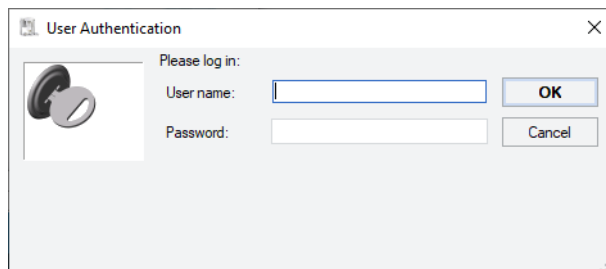 User Authentication
Please log in:
User name:
OK
Password:
Cancel